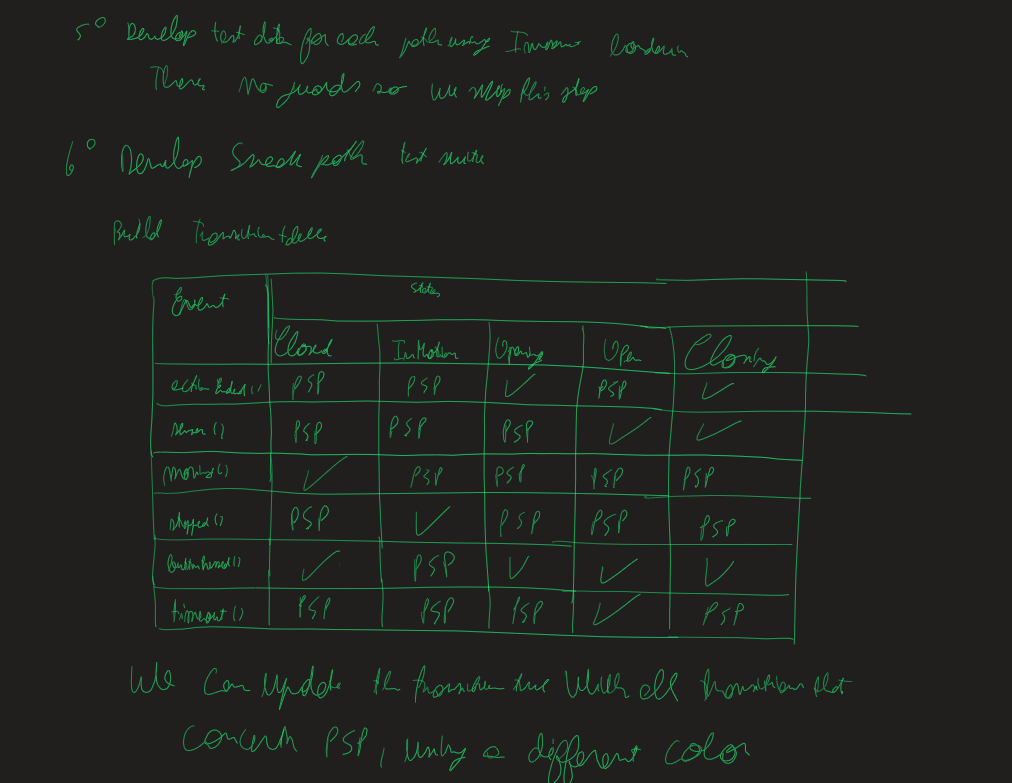 5° Develop test data for each path using Invariant boundaries
There No guards so we skip this step
6° Develop Sneak path test suite
Build Transition table
Event States
Closed InMotion Opening Open Closing
actionEnded() PSP PSP ✓ PSP ✓
sensor() PSP PSP PSP ✓ ✓
moving() ✓ PSP PSP PSP PSP
stopped() PSP ✓ PSP PSP PSP
buttonPressed() ✓ PSP ✓ ✓ ✓
timeout() PSP PSP PSP ✓ PSP
We can update the transition tree with all transitions that
concern PSP, using a different color